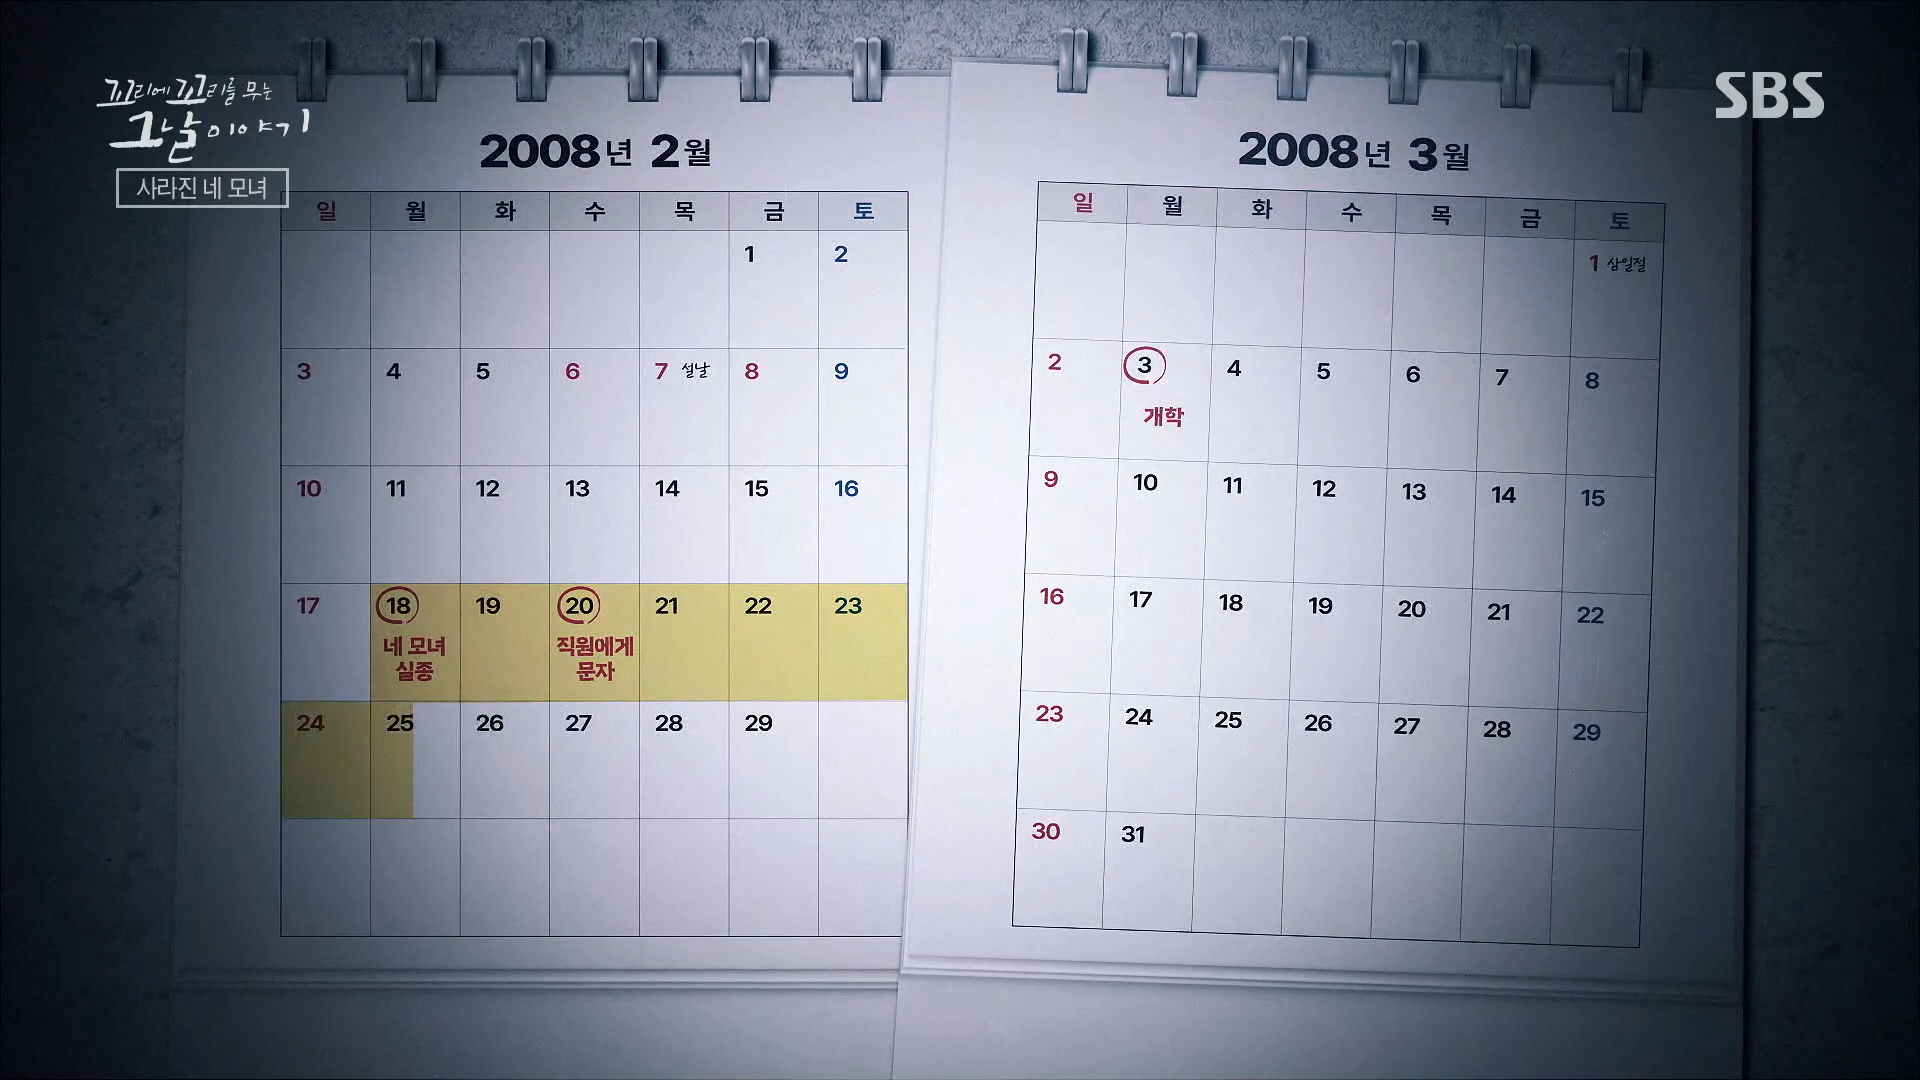 꼬리에 꼬리를 무는
그날 이야기
사라진 네 모녀
SBS
2008년 2월
일 월 화 수 목 금 토
1 2
3 4 5 6 7 설날 8 9
10 11 12 13 14 15 16
17 18 19 20 21 22 23
네 모녀 직원에게
실종 문자
24 25 26 27 28 29
2008년 3월
일 월 화 수 목 금 토
1 삼일절
2 3 4 5 6 7 8
개학
9 10 11 12 13 14 15
16 17 18 19 20 21 22
23 24 25 26 27 28 29
30 31